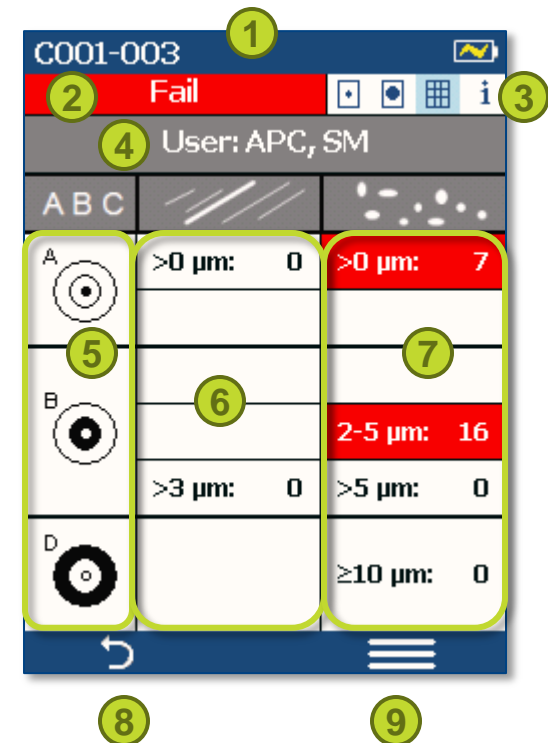 1
C001-003
2
Fail
i
3
4
User: APC, SM
A B C
A
>0 µm: 0
>0 µm: 7
5
7
6
B
2-5 µm: 16
>3 µm: 0
>5 µm: 0
D
≥10 µm: 0
8
9